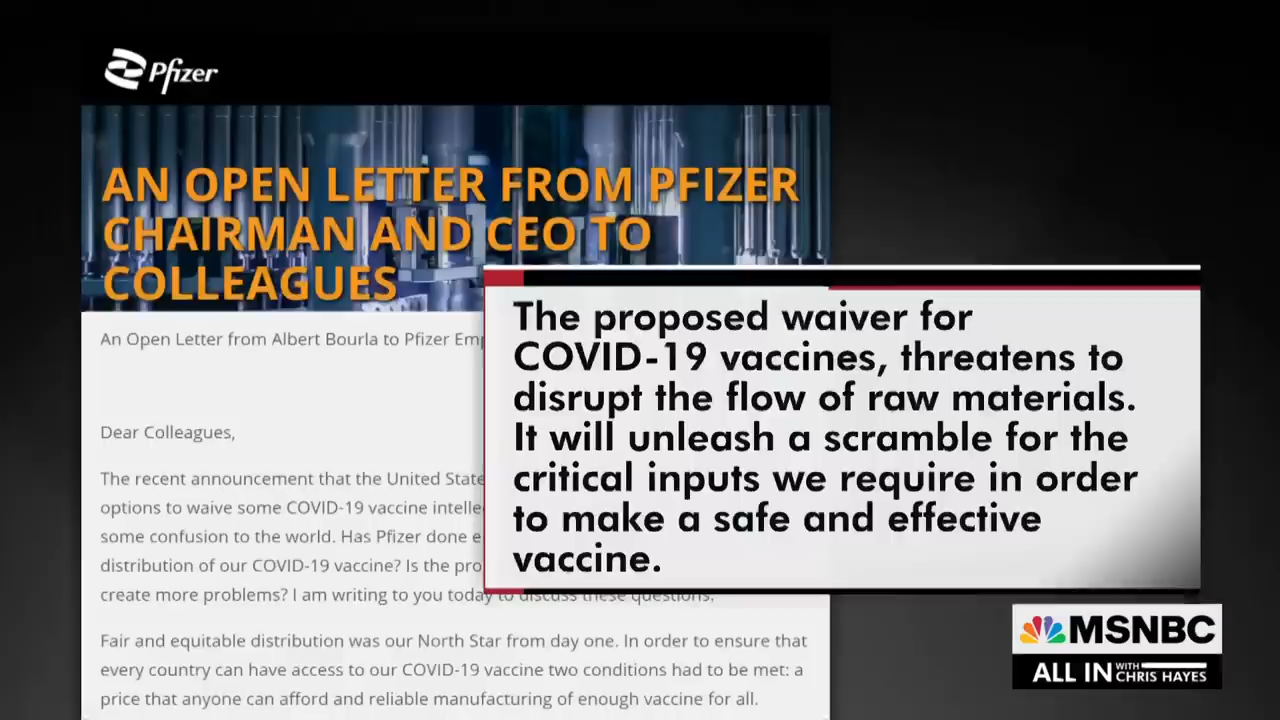 Pfizer
AN OPEN LETTER FROM PFIZER
CHAIRMAN AND CEO TO
COLLEAGUES
An Open Letter from Albert Bourla to Pfizer
Dear Colleagues,
The recent announcement that the United
options to waive some COVID-19 vaccine
some confusion to the world. Has Pfizer done
distribution of our COVID-19 vaccine? Is the
create more problems? I am writing to you today to discuss these questions.
Fair and equitable distribution was our North Star from day one. In order to ensure that
every country can have access to our COVID-19 vaccine two conditions had to be met: a
price that anyone can afford and reliable manufacturing of enough vaccine for all.
The proposed waiver for
COVID-19 vaccines, threatens to
disrupt the flow of raw materials.
It will unleash a scramble for the
critical inputs we require in order
to make a safe and effective
vaccine.
MSNBC
ALL IN WITH CHRIS HAYES